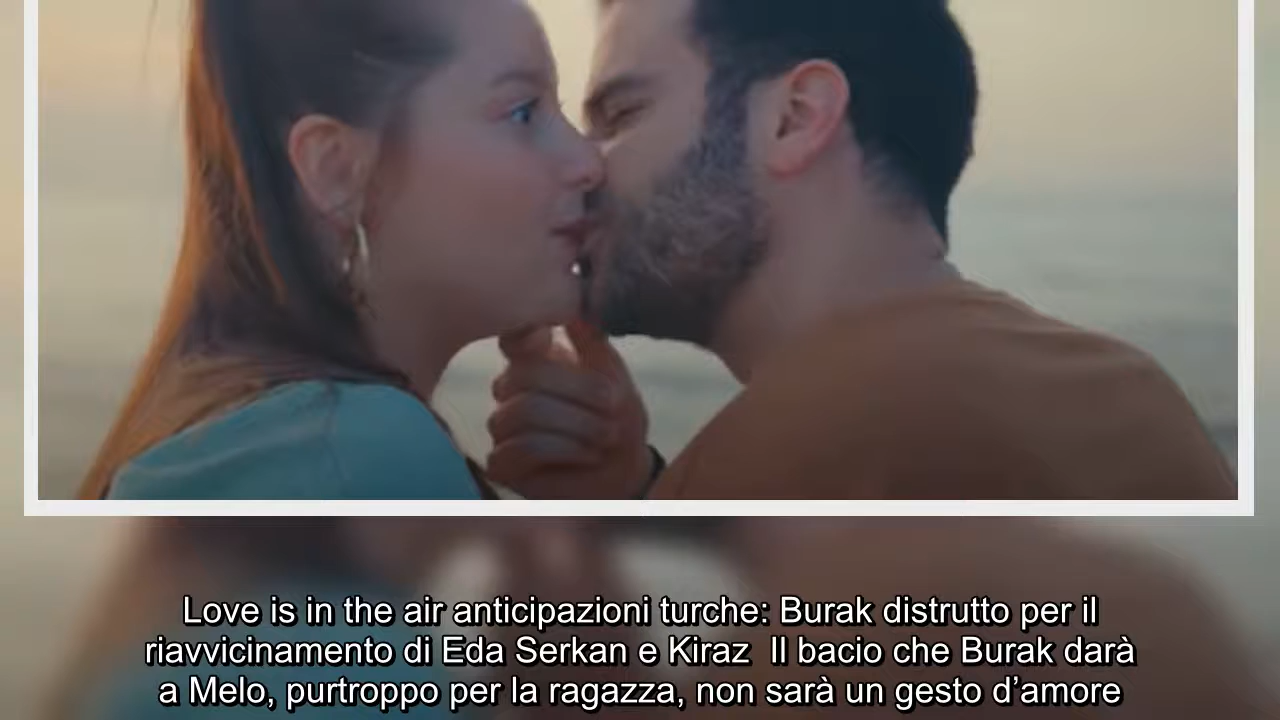 Love is in the air anticipazioni turche: Burak distrutto per il
riavvicinamento di Eda Serkan e Kiraz  Il bacio che Burak darà
a Melo, purtroppo per la ragazza, non sarà un gesto d’amore